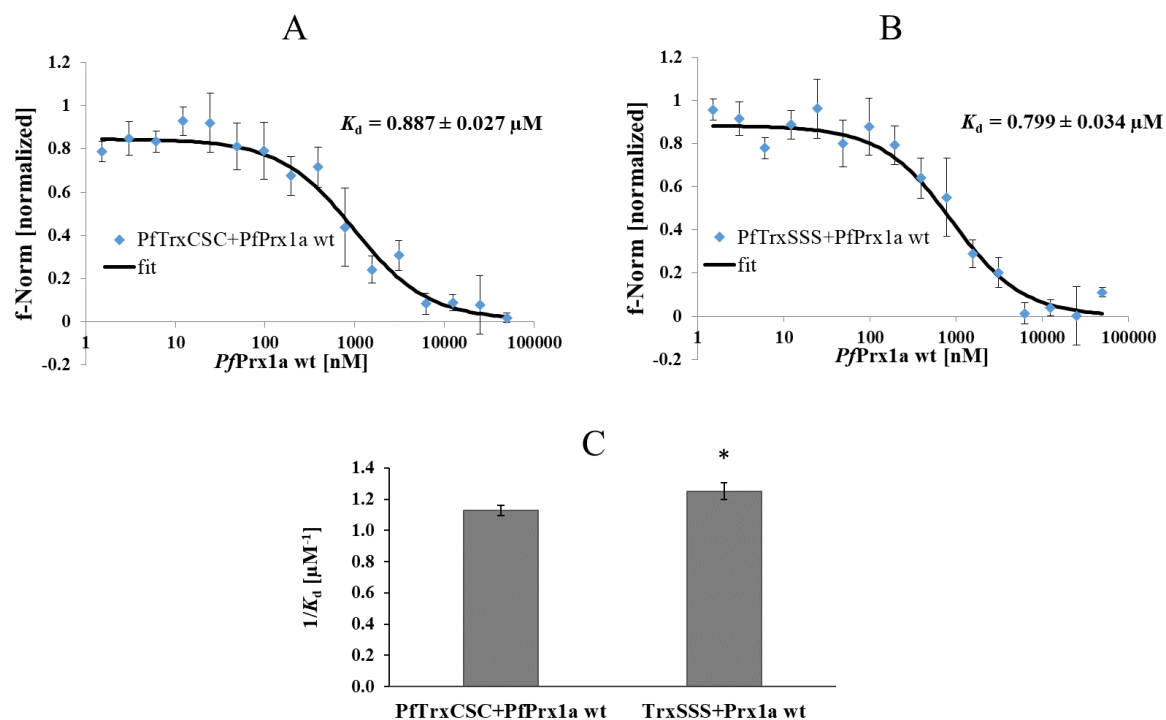 A
1.2
1
0.8
0.6
0.4
0.2
0
-0.2
f-Norm [normalized]
Kd = 0.887 ± 0.027 µM
PfTrxCSC+PfPrx1a wt
fit
1 10 100 1000 10000 100000
PfPrx1a wt [nM]
B
1.2
1
0.8
0.6
0.4
0.2
0
-0.2
f-Norm [normalized]
Kd = 0.799 ± 0.034 µM
PfTrxSSS+PfPrx1a wt
fit
1 10 100 1000 10000 100000
PfPrx1a wt [nM]
C
1.4
1.2
1.0
0.8
0.6
0.4
0.2
0.0
1/Kd [µM-1]
*
PfTrxCSC+PfPrx1a wt TrxSSS+Prx1a wt